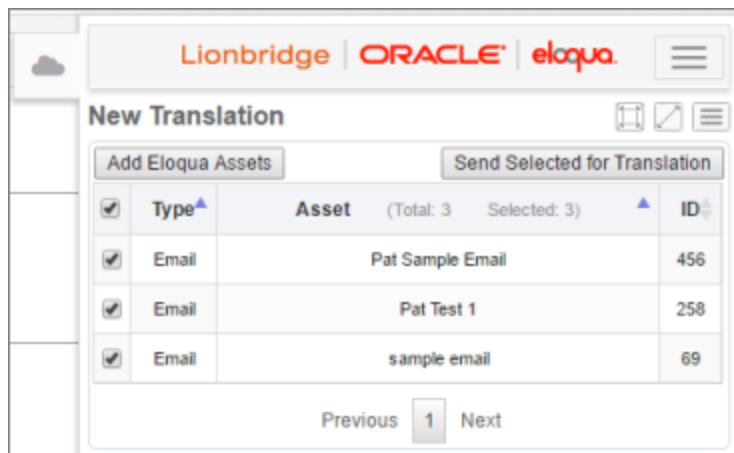 Lionbridge | ORACLE | eloqua.
New Translation
Add Eloqua Assets Send Selected for Translation
Type Asset (Total: 3 Selected: 3) ID
Email Pat Sample Email 456
Email Pat Test 1 258
Email sample email 69
Previous 1 Next